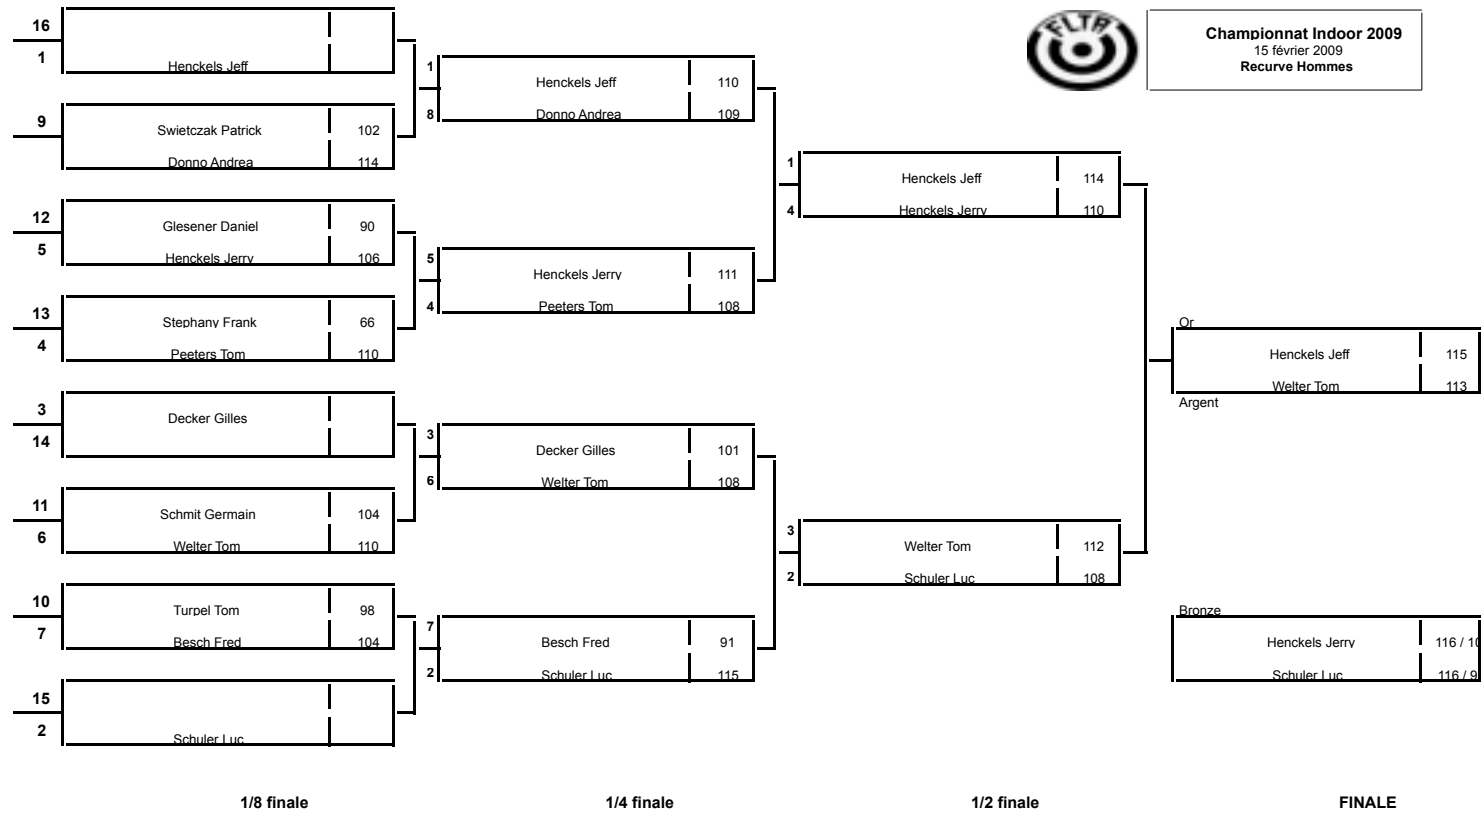 FLTA
Championnat Indoor 2009
15 février 2009
Recurve Hommes
16
1
Henckels Jeff
9
Swietczak Patrick 102
Donno Andrea 114
12
Glesener Daniel 90
5
Henckels Jerry 106
13
Stephany Frank 66
4
Peeters Tom 110
3
Decker Gilles
14
11
Schmit Germain 104
6
Welter Tom 110
10
Turpel Tom 98
7
Besch Fred 104
15
2
Schuler Luc
1
Henckels Jeff 110
8
Donno Andrea 109
5
Henckels Jerry 111
4
Peeters Tom 108
3
Decker Gilles 101
6
Welter Tom 108
7
Besch Fred 91
2
Schuler Luc 115
1
Henckels Jeff 114
4
Henckels Jerry 110
3
Welter Tom 112
2
Schuler Luc 108
Or
Henckels Jeff 115
Welter Tom 113
Argent
Bronze
Henckels Jerry 116 / 10
Schuler Luc 116 / 9
1/8 finale 1/4 finale 1/2 finale FINALE